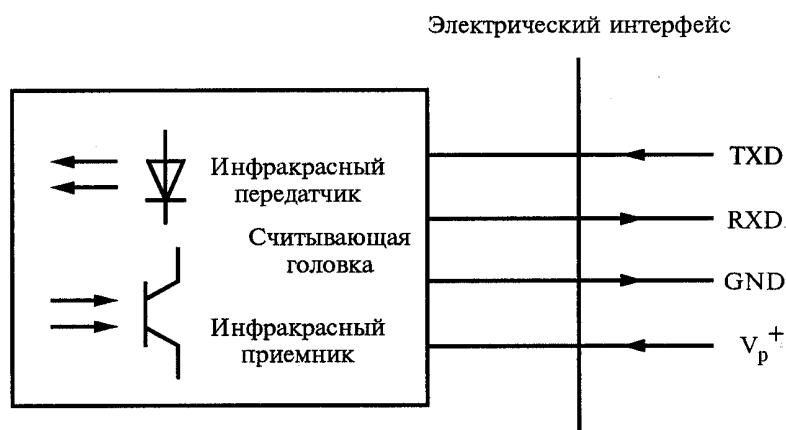 Электрический интерфейс
Инфракрасный
передатчик
Считывающая
головка
Инфракрасный
приемник
TXD
RXD
GND
Vp+